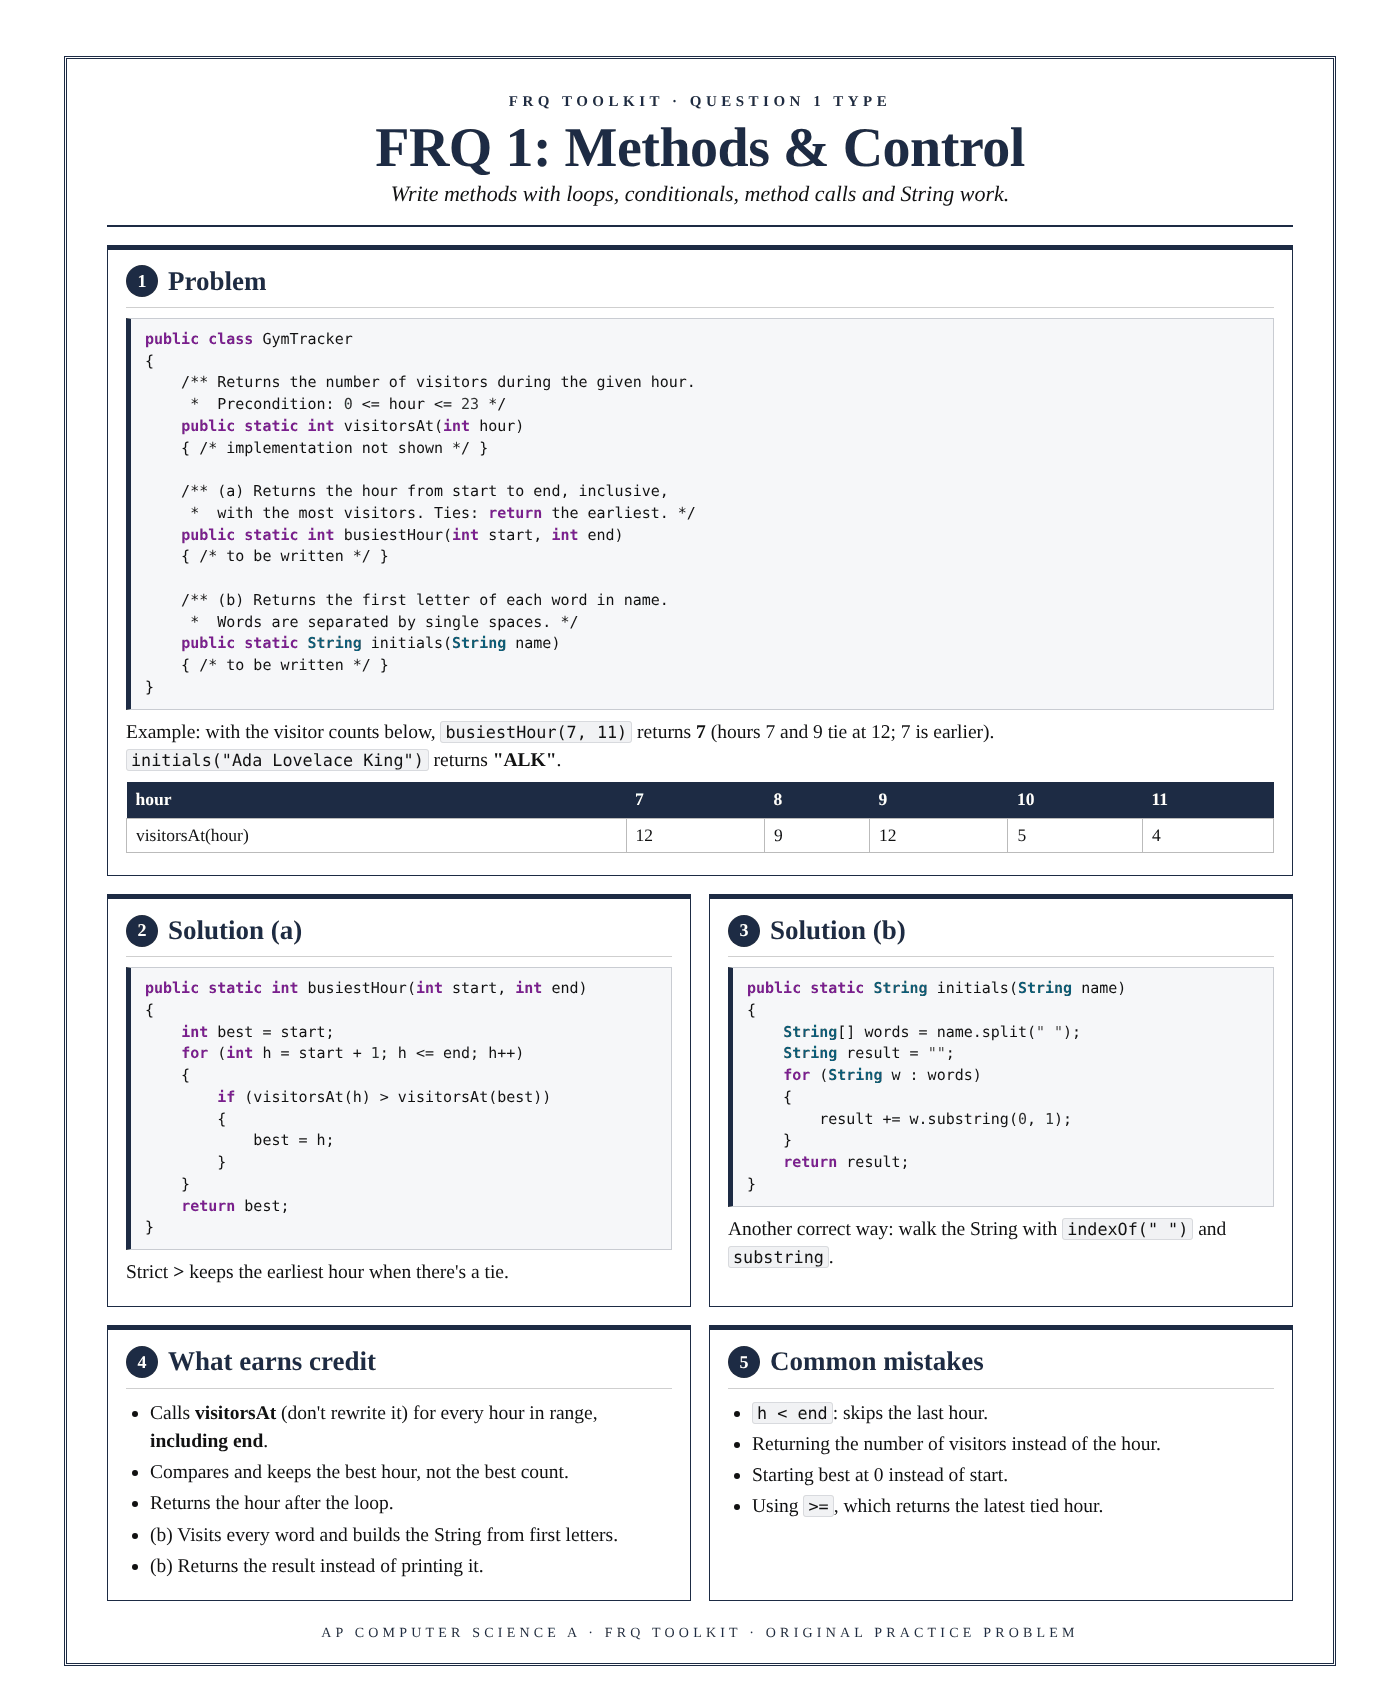 FRQ TOOLKIT · QUESTION 1 TYPE
FRQ 1: Methods & Control
Write methods with loops, conditionals, method calls and String work.
1 Problem
public class GymTracker
{
    /** Returns the number of visitors during the given hour.
     *  Precondition: 0 <= hour <= 23 */
    public static int visitorsAt(int hour)
    { /* implementation not shown */ }

    /** (a) Returns the hour from start to end, inclusive,
     *  with the most visitors. Ties: return the earliest. */
    public static int busiestHour(int start, int end)
    { /* to be written */ }

    /** (b) Returns the first letter of each word in name.
     *  Words are separated by single spaces. */
    public static String initials(String name)
    { /* to be written */ }
}
Example: with the visitor counts below, busiestHour(7, 11) returns 7 (hours 7 and 9 tie at 12; 7 is earlier).
initials("Ada Lovelace King") returns "ALK".
hour 7 8 9 10 11
visitorsAt(hour) 12 9 12 5 4
2 Solution (a)
public static int busiestHour(int start, int end)
{
    int best = start;
    for (int h = start + 1; h <= end; h++)
    {
        if (visitorsAt(h) > visitorsAt(best))
        {
            best = h;
        }
    }
    return best;
}
Strict > keeps the earliest hour when there's a tie.
3 Solution (b)
public static String initials(String name)
{
    String[] words = name.split(" ");
    String result = "";
    for (String w : words)
    {
        result += w.substring(0, 1);
    }
    return result;
}
Another correct way: walk the String with indexOf(" ") and
substring.
4 What earns credit
• Calls visitorsAt (don't rewrite it) for every hour in range,
including end.
• Compares and keeps the best hour, not the best count.
• Returns the hour after the loop.
• (b) Visits every word and builds the String from first letters.
• (b) Returns the result instead of printing it.
5 Common mistakes
• h < end: skips the last hour.
• Returning the number of visitors instead of the hour.
• Starting best at 0 instead of start.
• Using >=, which returns the latest tied hour.
AP COMPUTER SCIENCE A · FRQ TOOLKIT · ORIGINAL PRACTICE PROBLEM